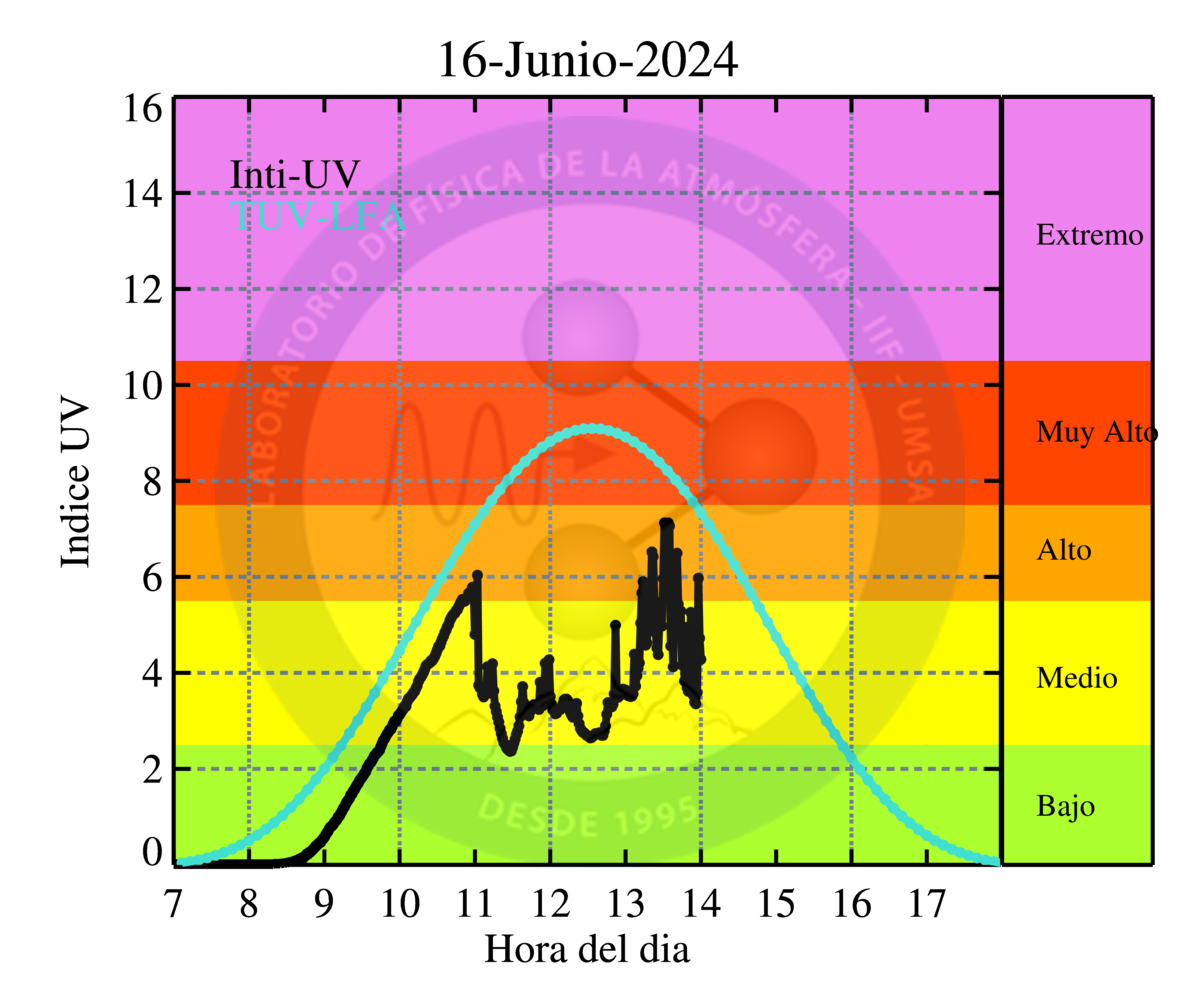 16-Junio-2024
Inti-UV
TUV-LFA
LABORATORIO DE FÍSICA DE LA ATMÓSFERA - IIF - UMSA
DESDE 1995
Indice UV
16
14
12
10
8
6
4
2
0
Extremo
Muy Alto
Alto
Medio
Bajo
7 8 9 10 11 12 13 14 15 16 17
Hora del dia